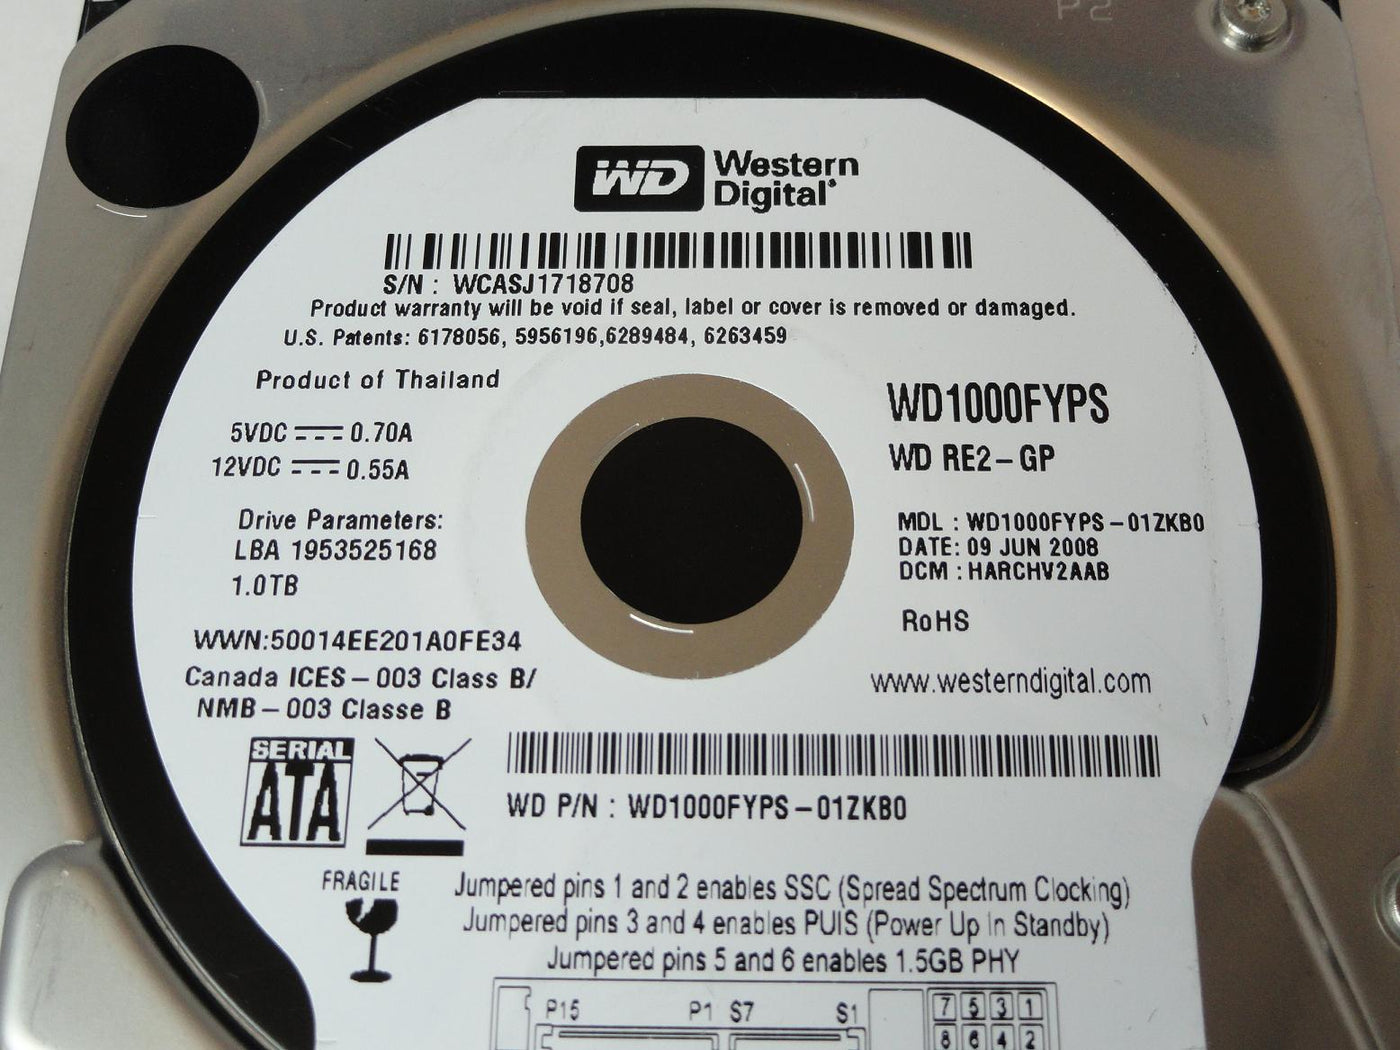 P2
WD Western Digital
S/N : WCASJ1718708
Product warranty will be void if seal, label or cover is removed or damaged.
U.S. Patents: 6178056, 5956196,6289484, 6263459
Product of Thailand
WD1000FYPS
WD RE2-GP
5VDC 0.70A
12VDC 0.55A
Drive Parameters:
LBA 1953525168
1.0TB
MDL : WD1000FYPS-01ZKB0
DATE: 09 JUN 2008
DCM : HARCHV2AAB
RoHS
WWN:50014EE201A0FE34
Canada ICES-003 Class B/
NMB-003 Classe B
www.westerndigital.com
SERIAL
ATA
WD P/N : WD1000FYPS-01ZKB0
FRAGILE
Jumpered pins 1 and 2 enables SSC (Spread Spectrum Clocking)
Jumpered pins 3 and 4 enables PUIS (Power Up In Standby)
Jumpered pins 5 and 6 enables 1.5GB PHY
P15 P1 S7 S1
7 5 3 1
8 6 4 2